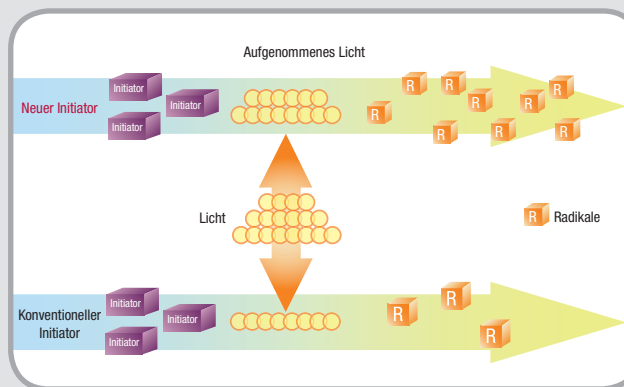 Aufgenommenes Licht
Neuer Initiator
Initiator
Initiator
Initiator
R
R
R
R
R
R
R
R
R
Licht
R Radikale
Konventioneller
Initiator
Initiator
Initiator
Initiator
R
R
R